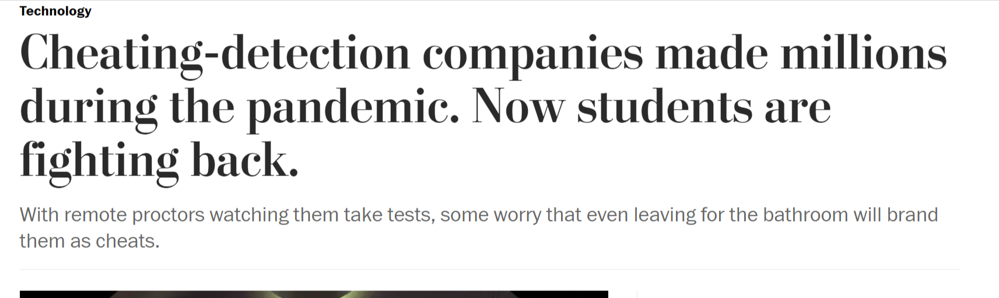 Technology
Cheating-detection companies made millions
during the pandemic. Now students are
fighting back.
With remote proctors watching them take tests, some worry that even leaving for the bathroom will brand
them as cheats.